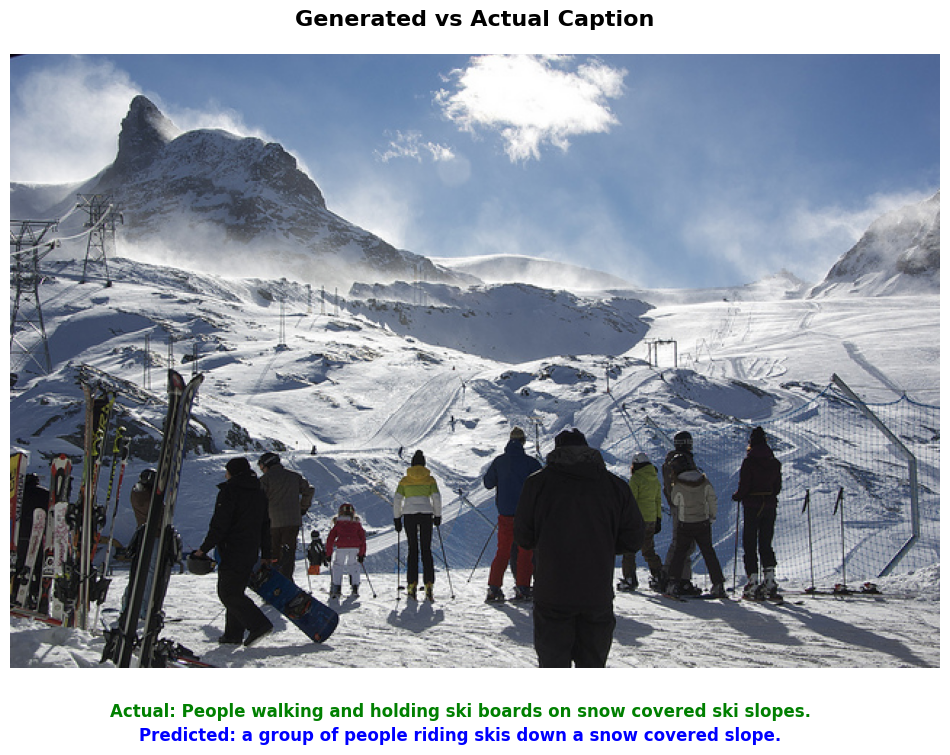 Generated vs Actual Caption
Actual: People walking and holding ski boards on snow covered ski slopes.
Predicted: a group of people riding skis down a snow covered slope.